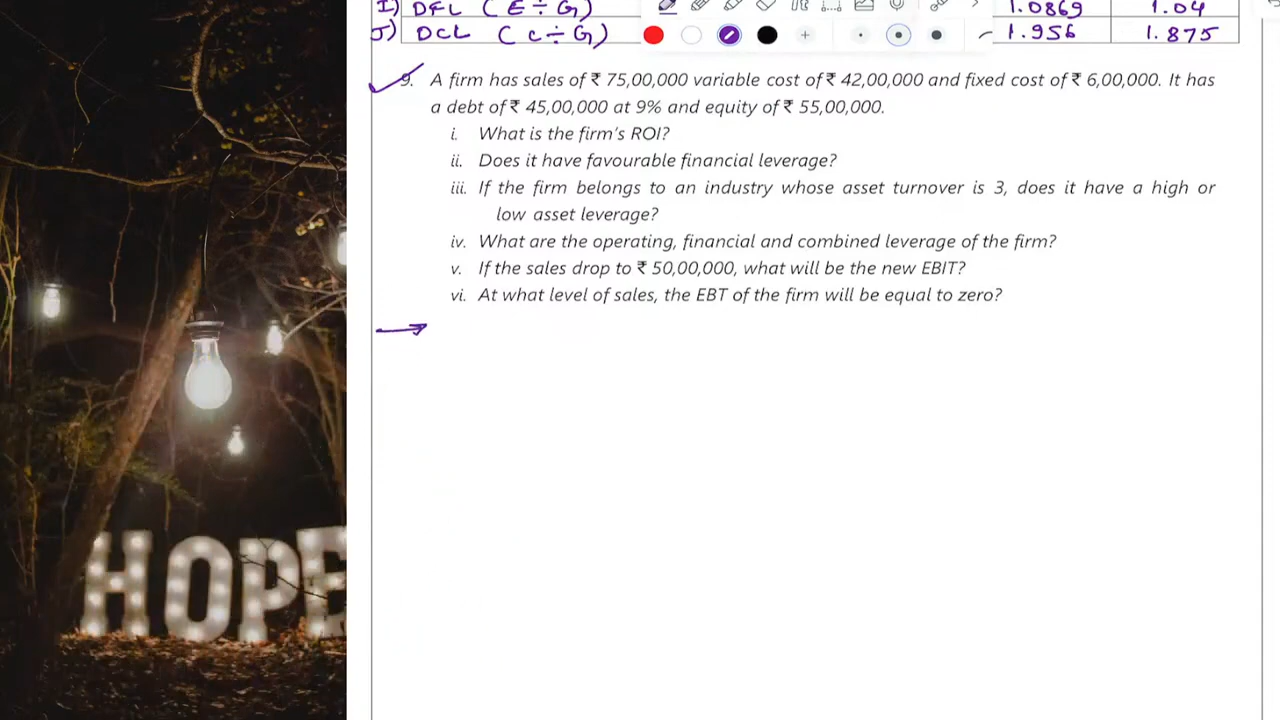 I) DFL ( E ÷ G) 1.0869 1.04
J) DCL ( C ÷ G) 1.956 1.875
9. A firm has sales of ₹ 75,00,000 variable cost of ₹ 42,00,000 and fixed cost of ₹ 6,00,000. It has
a debt of ₹ 45,00,000 at 9% and equity of ₹ 55,00,000.
i. What is the firm's ROI?
ii. Does it have favourable financial leverage?
iii. If the firm belongs to an industry whose asset turnover is 3, does it have a high or
low asset leverage?
iv. What are the operating, financial and combined leverage of the firm?
v. If the sales drop to ₹ 50,00,000, what will be the new EBIT?
vi. At what level of sales, the EBT of the firm will be equal to zero?
HOPE